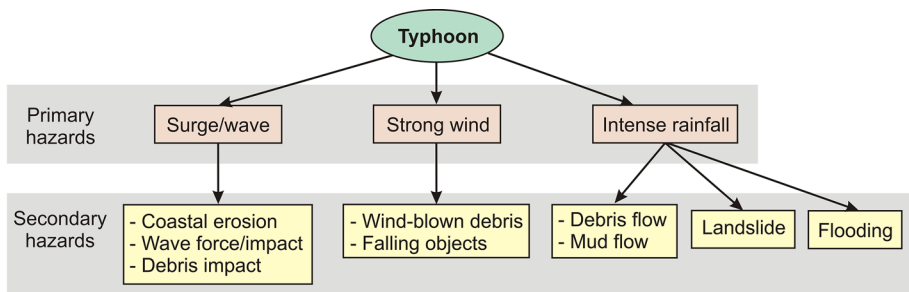 Typhoon
Primary
hazards
Surge/wave
Strong wind
Intense rainfall
Secondary
hazards
- Coastal erosion
- Wave force/impact
- Debris impact
- Wind-blown debris
- Falling objects
- Debris flow
- Mud flow
Landslide
Flooding